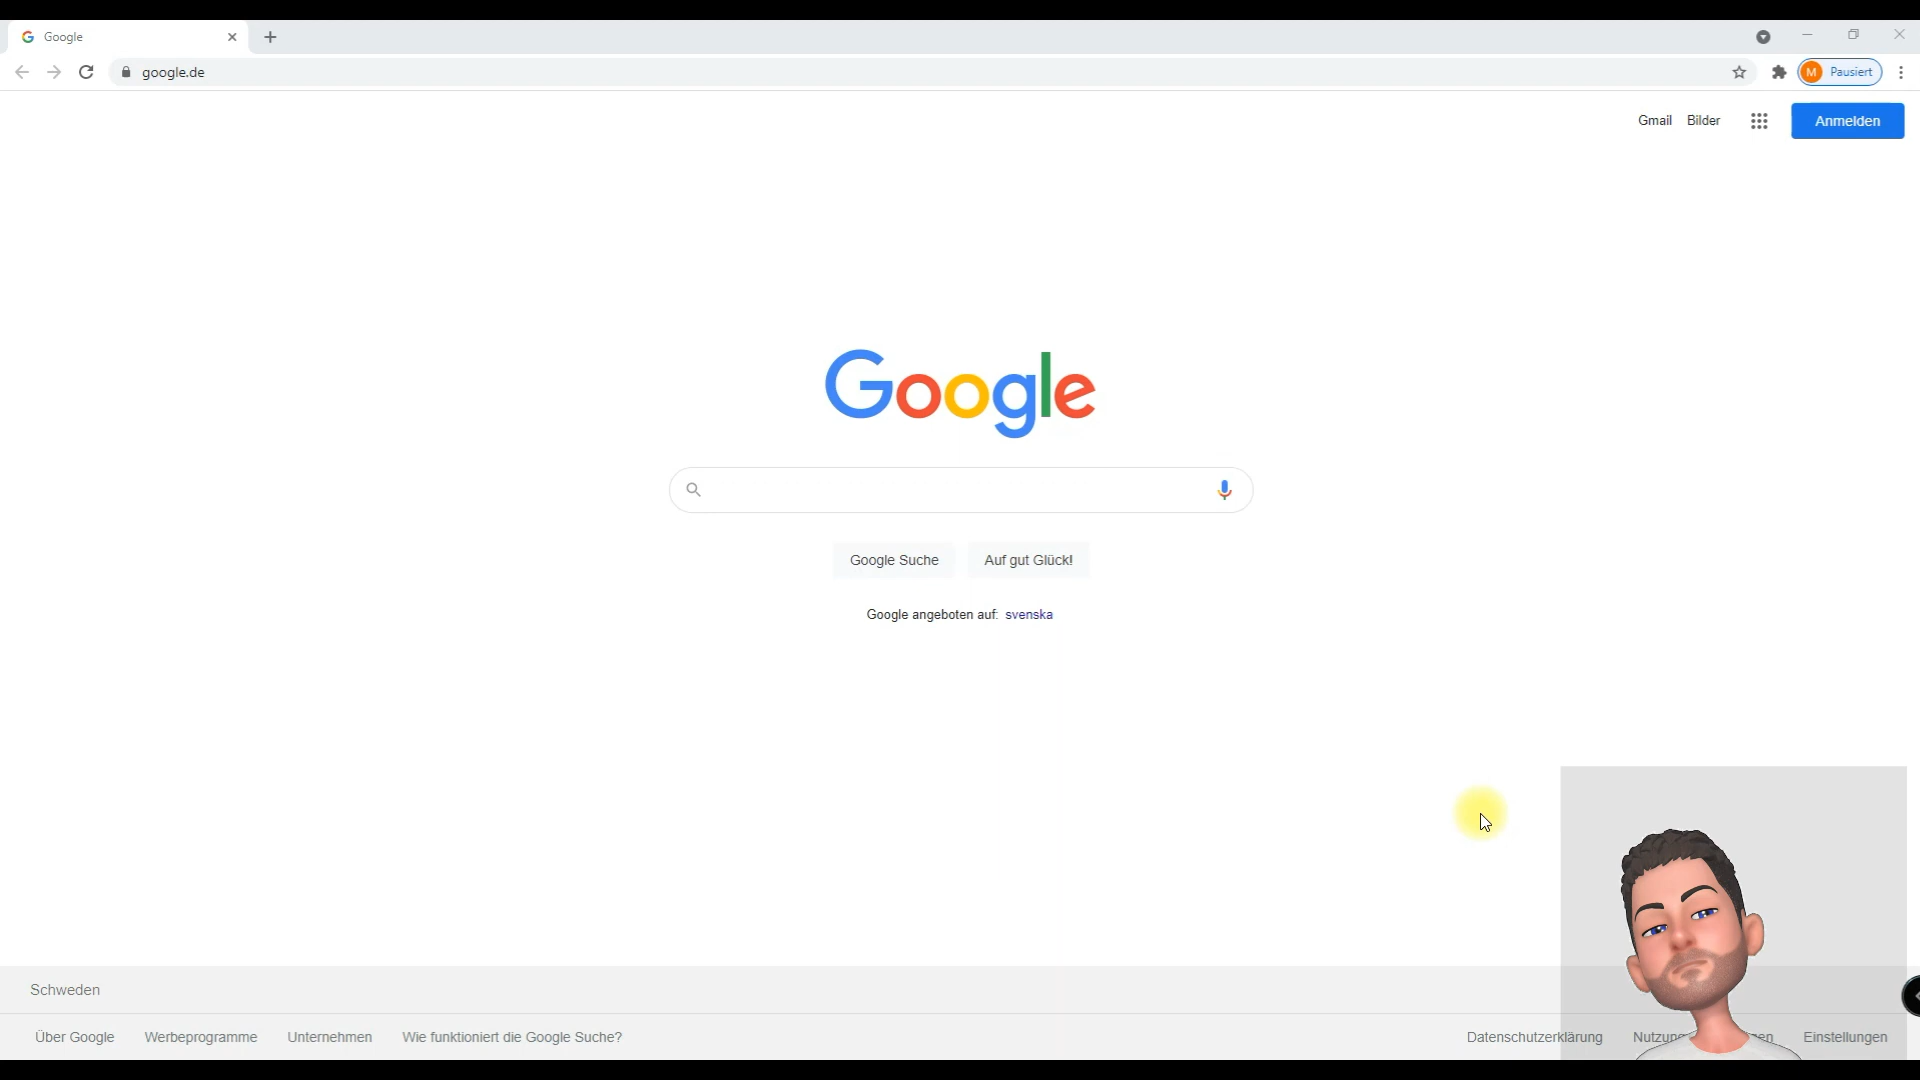 Google
google.de
M Pausiert
Gmail Bilder Anmelden
Google
Google Suche Auf gut Glück!
Google angeboten auf: svenska
Schweden
Über Google Werbeprogramme Unternehmen Wie funktioniert die Google Suche? Datenschutzerklärung Einstellungen